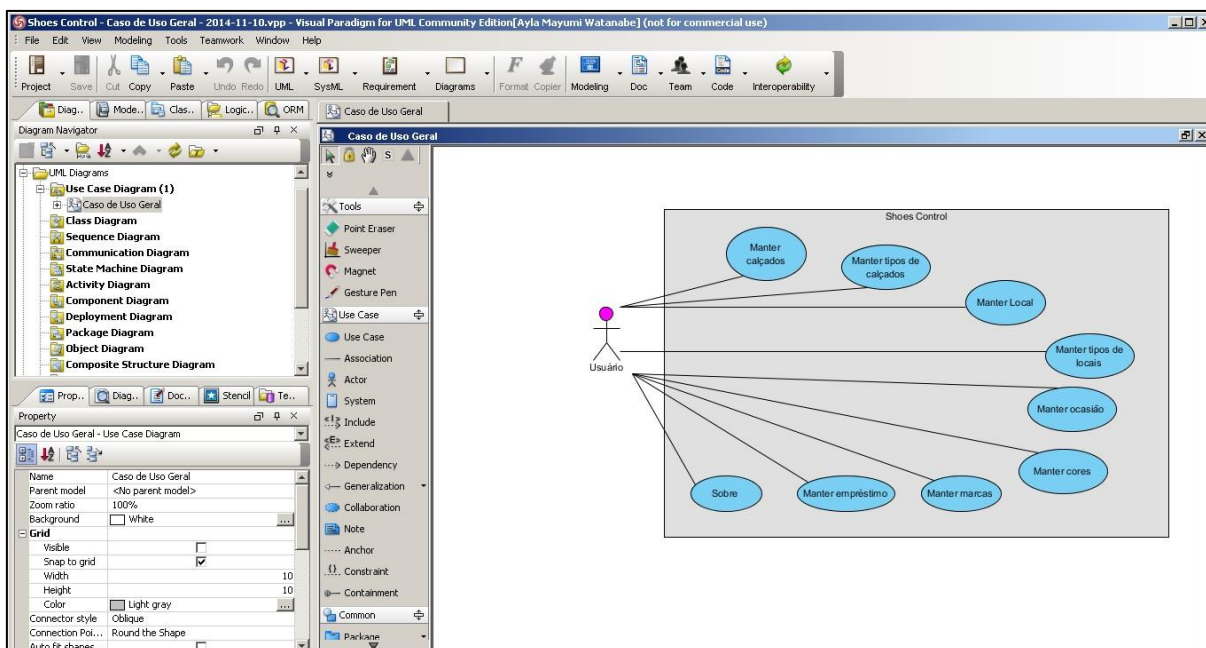 Shoes Control - Caso de Uso Geral - 2014-11-10.vpp - Visual Paradigm for UML Community Edition[Ayla Mayumi Watanabe] (not for commercial use)
File Edit View Modeling Tools Teamwork Window Help
Project Save Cut Copy Paste Undo Redo UML SysML Requirement Diagrams Format Copier Modeling Doc Team Code Interoperability
Diag.. Mode.. Clas.. Logic.. ORM
Diagram Navigator
UML Diagrams
Use Case Diagram (1)
Caso de Uso Geral
Class Diagram
Sequence Diagram
Communication Diagram
State Machine Diagram
Activity Diagram
Component Diagram
Deployment Diagram
Package Diagram
Object Diagram
Composite Structure Diagram
Prop.. Diag.. Doc.. Stencil Te..
Property
Caso de Uso Geral - Use Case Diagram
Name Caso de Uso Geral
Parent model <No parent model>
Zoom ratio 100%
Background White ...
Grid
Visible
Snap to grid
Width 10
Height 10
Color Light gray ...
Connector style Oblique
Connection Poi... Round the Shape
Auto fit shapes
Caso de Uso Geral
Caso de Uso Geral
S
Tools
Point Eraser
Sweeper
Magnet
Gesture Pen
Use Case
Use Case
Association
Actor
System
Include
Extend
Dependency
Generalization
Collaboration
Note
Anchor
Constraint
Containment
Common
Package
Shoes Control
Manter
calçados
Manter tipos de
calçados
Manter Local
Usuário
Manter tipos de
locais
Manter ocasião
Manter cores
Sobre
Manter empréstimo
Manter marcas